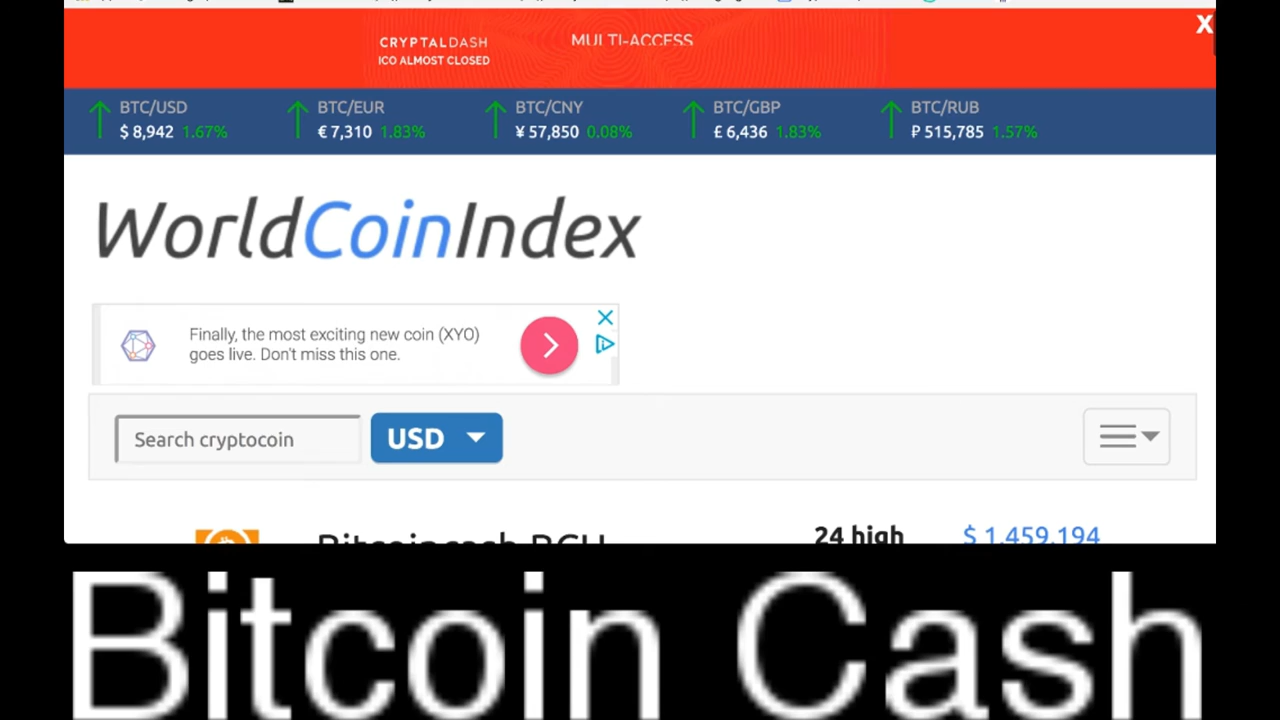 CRYPTALDASH
ICO ALMOST CLOSED
MULTI-ACCESS
X
BTC/USD
$ 8,942 1.67%
BTC/EUR
€ 7,310 1.83%
BTC/CNY
¥ 57,850 0.08%
BTC/GBP
£ 6,436 1.83%
BTC/RUB
₽ 515,785 1.57%
WorldCoinIndex
Finally, the most exciting new coin (XYO)
goes live. Don't miss this one.
Search cryptocoin
USD
Bitcoincash BCH
24 high $ 1,459.194
Bitcoin Cash